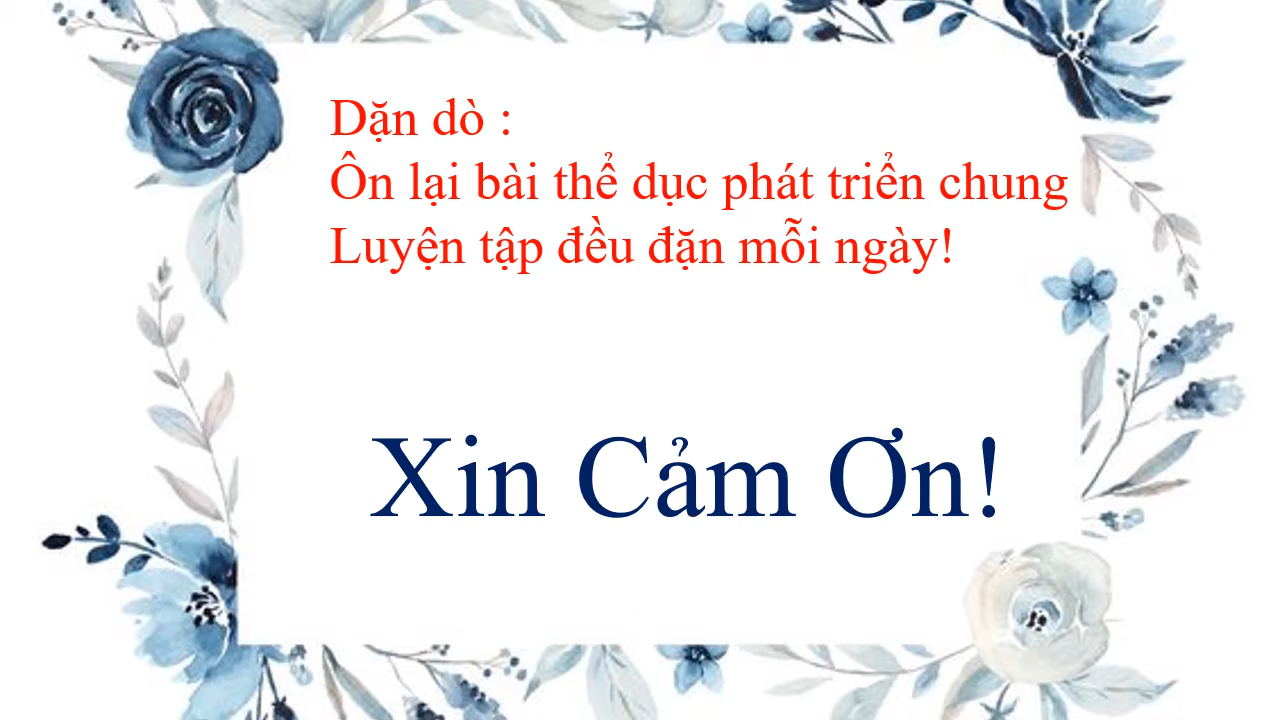 Dặn dò :
Ôn lại bài thể dục phát triển chung
Luyện tập đều đặn mỗi ngày!
Xin Cảm Ơn!